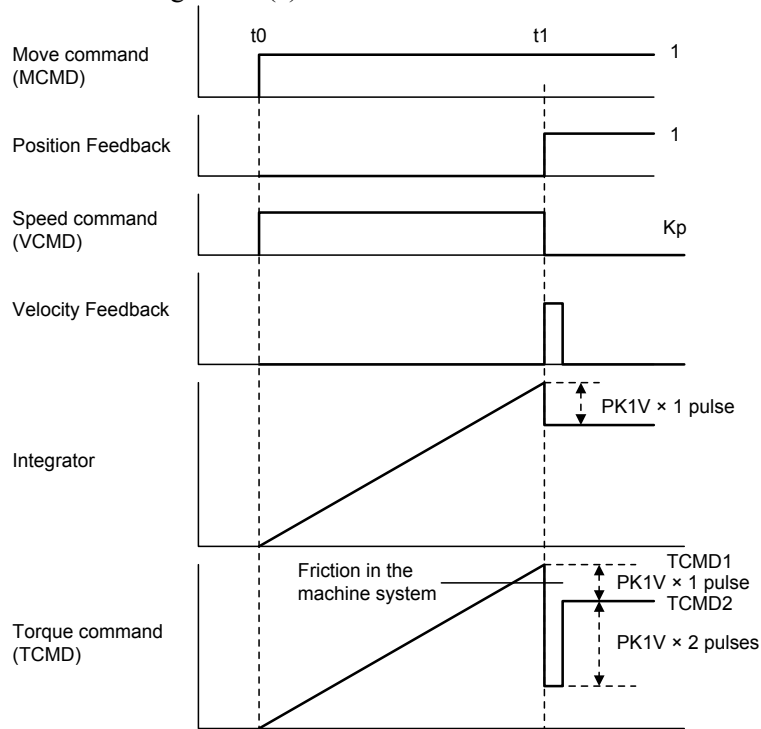 t0
t1
Move command
(MCMD)
1
Position Feedback
1
Speed command
(VCMD)
Kp
Velocity Feedback
PK1V × 1 pulse
Integrator
TCMD1
Friction in the
machine system
PK1V × 1 pulse
TCMD2
Torque command
(TCMD)
PK1V × 2 pulses